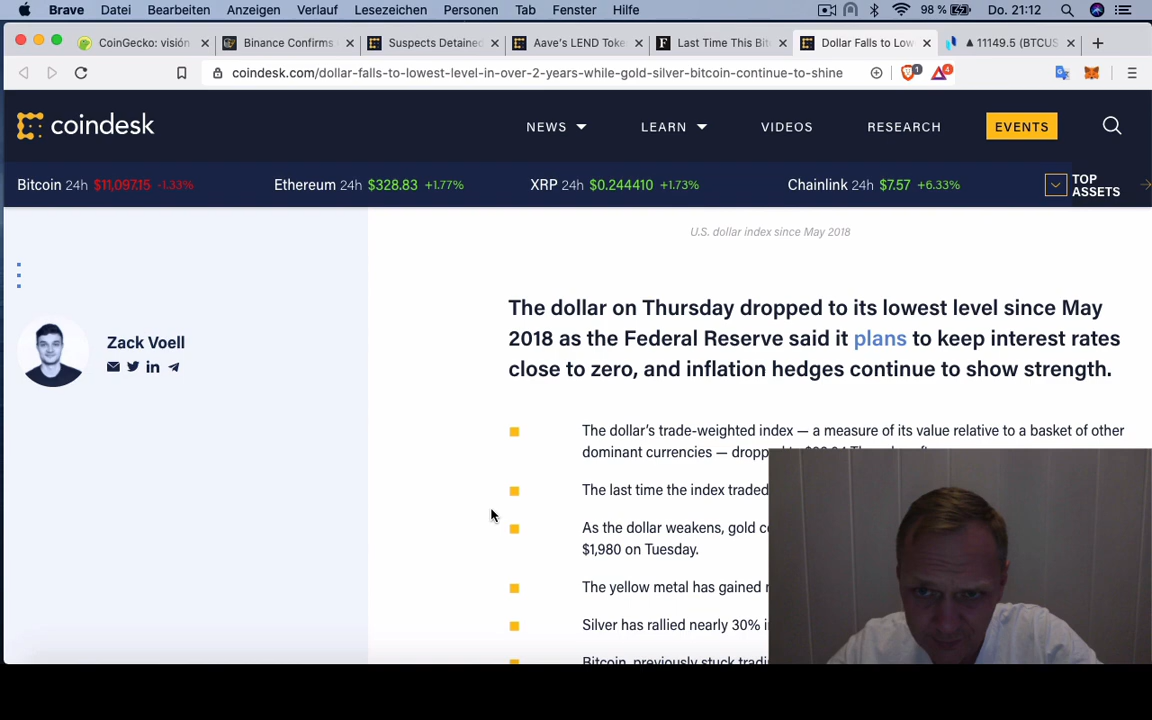 Brave Datei Bearbeiten Anzeigen Verlauf Lesezeichen Personen Tab Fenster Hilfe 98 % Do. 21:12
CoinGecko: visión Binance Confirms Suspects Detained Aave's LEND Toke Last Time This Bit Dollar Falls to Low ▲ 11149.5 (BTCUS
coindesk.com/dollar-falls-to-lowest-level-in-over-2-years-while-gold-silver-bitcoin-continue-to-shine 1 4
coindesk NEWS LEARN VIDEOS RESEARCH EVENTS
Bitcoin 24h $11,097.15 -1.33% Ethereum 24h $328.83 +1.77% XRP 24h $0.244410 +1.73% Chainlink 24h $7.57 +6.33% TOP
ASSETS
U.S. dollar index since May 2018
The dollar on Thursday dropped to its lowest level since May
2018 as the Federal Reserve said it plans to keep interest rates
close to zero, and inflation hedges continue to show strength.
Zack Voell
The dollar's trade-weighted index — a measure of its value relative to a basket of other
dominant currencies — dropp
The last time the index traded
As the dollar weakens, gold c
$1,980 on Tuesday.
The yellow metal has gained
Silver has rallied nearly 30%
Bitcoin, previously stuck tradi